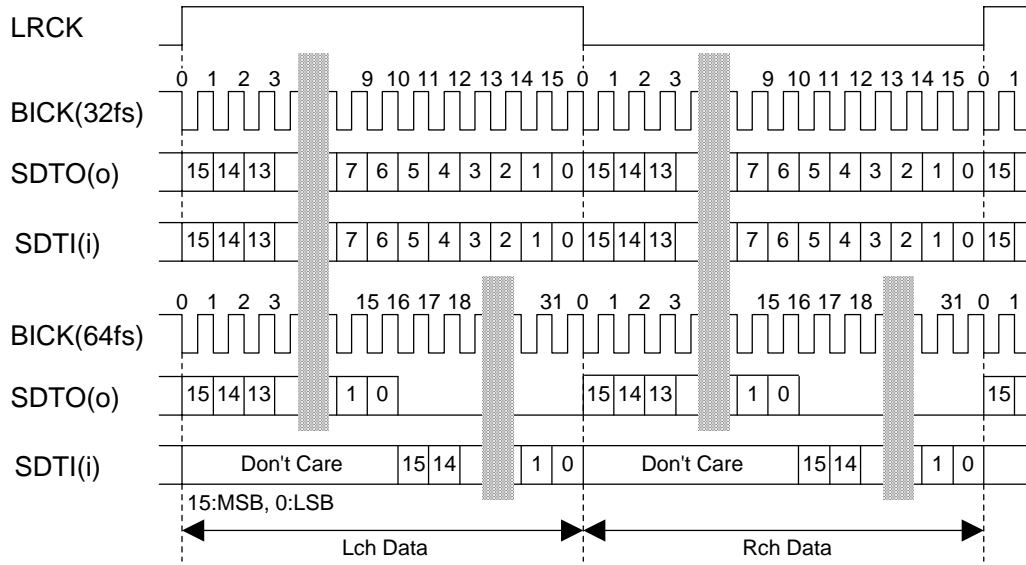 LRCK
0 1 2 3 9 10 11 12 13 14 15 0 1 2 3 9 10 11 12 13 14 15 0 1
BICK(32fs)
SDTO(o) 15 14 13 7 6 5 4 3 2 1 0 15 14 13 7 6 5 4 3 2 1 0 15
SDTI(i) 15 14 13 7 6 5 4 3 2 1 0 15 14 13 7 6 5 4 3 2 1 0 15
0 1 2 3 15 16 17 18 31 0 1 2 3 15 16 17 18 31 0 1
BICK(64fs)
SDTO(o) 15 14 13 1 0 15 14 13 1 0 15
SDTI(i) Don't Care 15 14 1 0 Don't Care 15 14 1 0
15:MSB, 0:LSB
Lch Data Rch Data